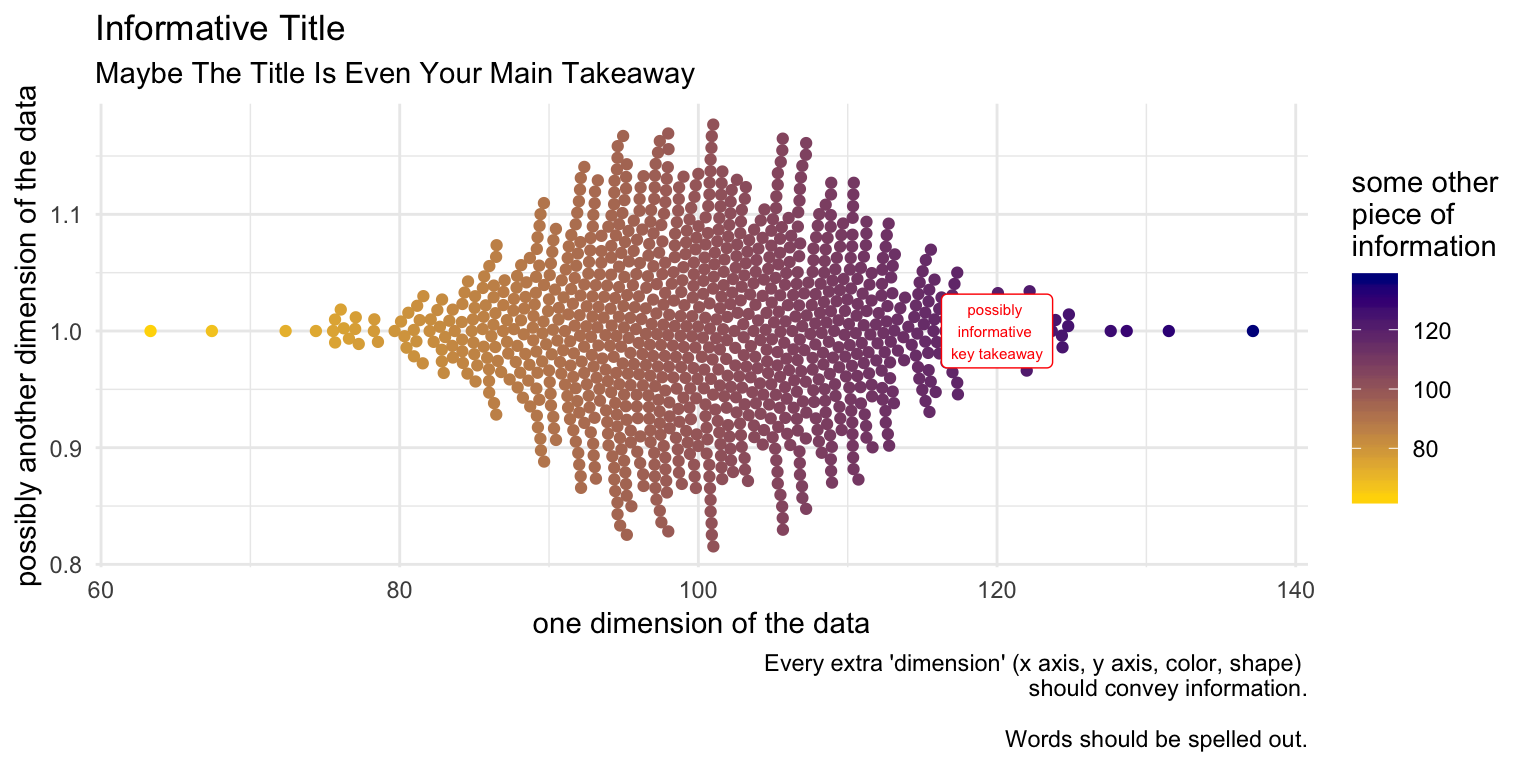 Informative Title
Maybe The Title Is Even Your Main Takeaway
possibly another dimension of the data
1.1
1.0
0.9
0.8
60
80
100
120
140
one dimension of the data
possibly
informative
key takeaway
some other
piece of
information
120
100
80
Every extra 'dimension' (x axis, y axis, color, shape)
should convey information.
Words should be spelled out.